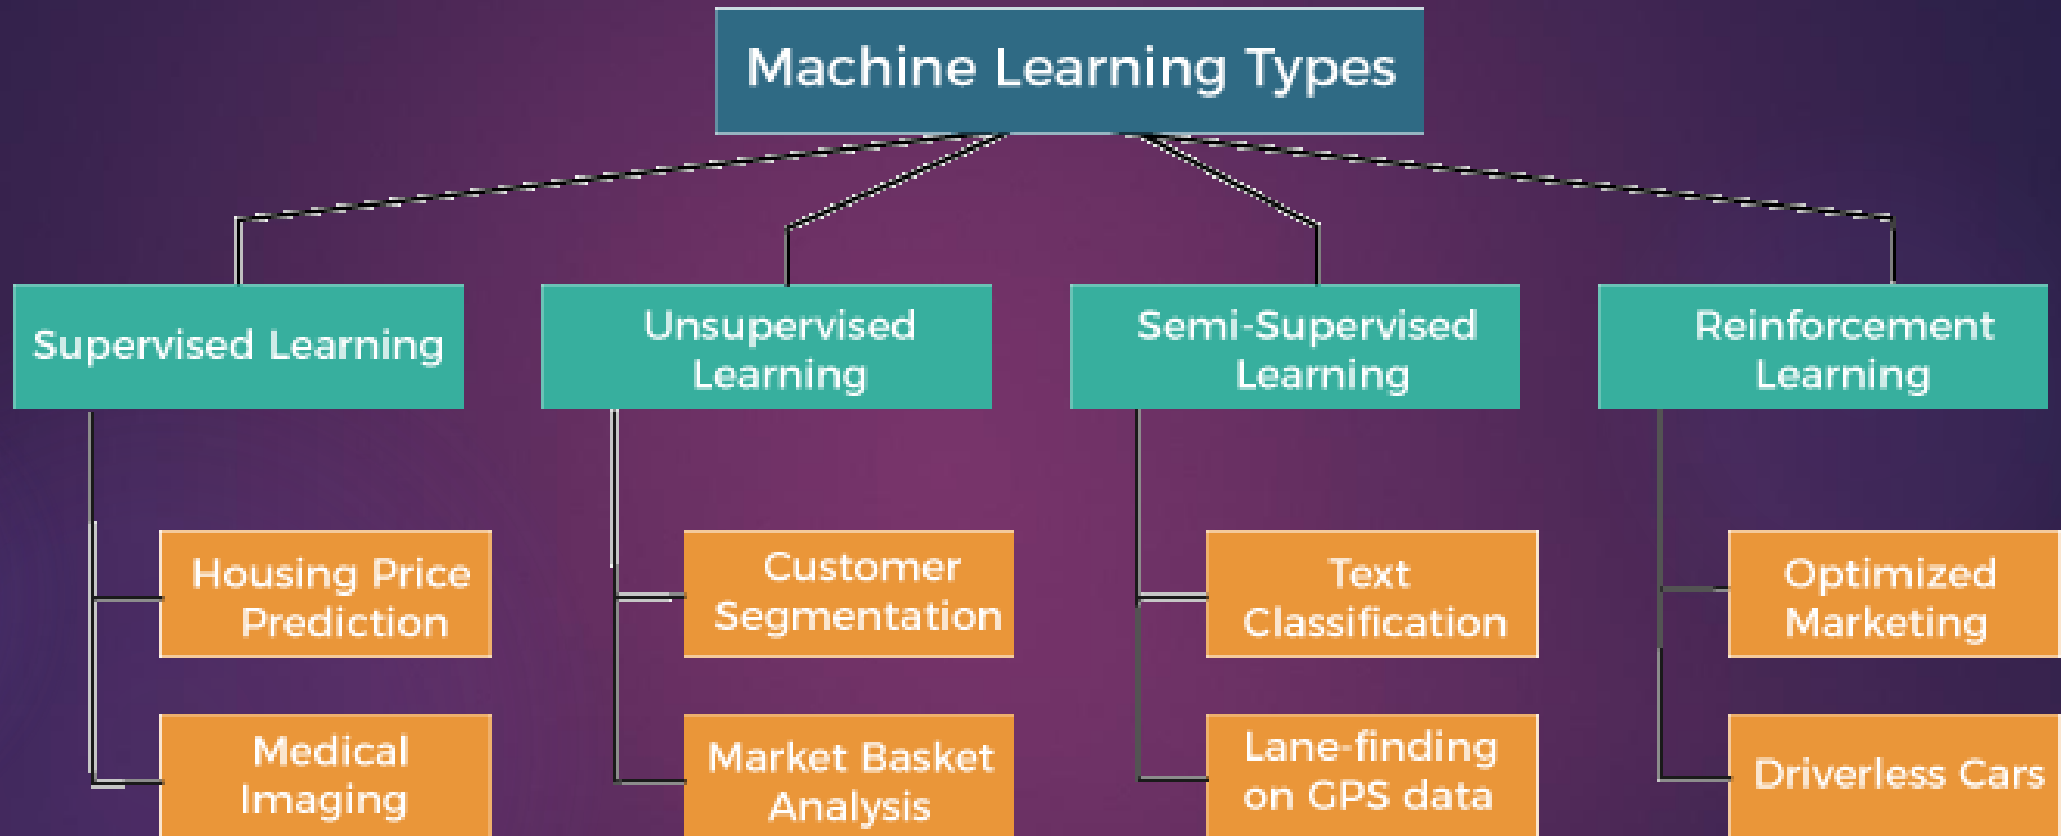 Machine Learning Types
Supervised Learning
Unsupervised
Learning
Semi-Supervised
Learning
Reinforcement
Learning
Housing Price
Prediction
Customer
Segmentation
Text
Classification
Optimized
Marketing
Medical
Imaging
Market Basket
Analysis
Lane-finding
on GPS data
Driverless Cars